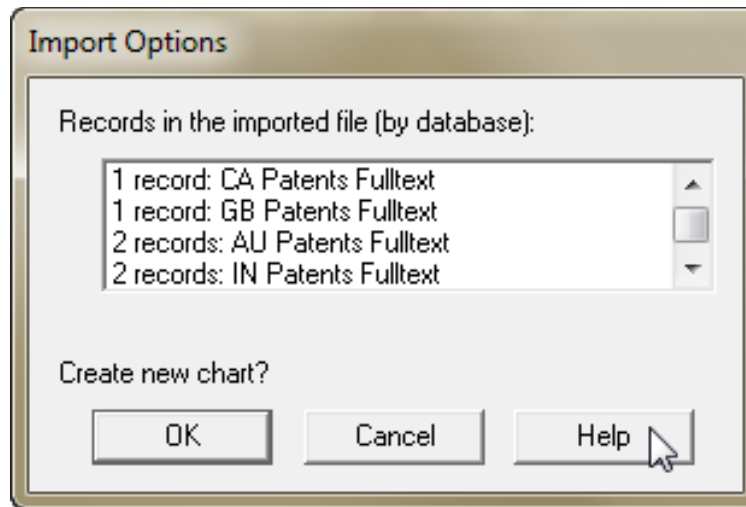 Import Options
Records in the imported file (by database):
1 record: CA Patents Fulltext
1 record: GB Patents Fulltext
2 records: AU Patents Fulltext
2 records: IN Patents Fulltext
Create new chart?
OK Cancel Help